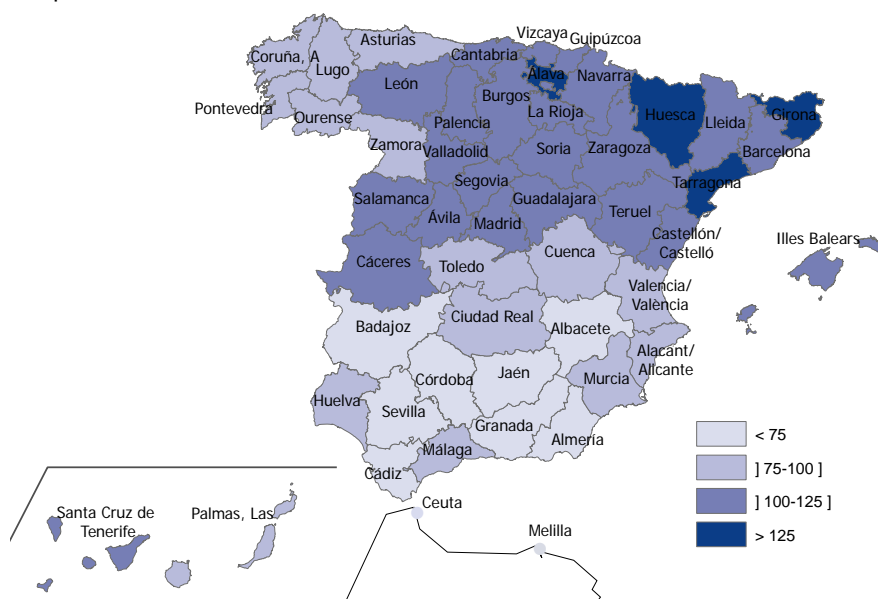 Vizcaya
Asturias
Guipúzcoa
Coruña, A
Cantabria
Lugo
Álava
Navarra
León
Burgos
Pontevedra
La Rioja
Huesca
Girona
Ourense
Palencia
Lleida
Zamora
Valladolid
Soria
Zaragoza
Barcelona
Segovia
Tarragona
Salamanca
Guadalajara
Ávila
Madrid
Teruel
Castellón/
Castelló
Illes Balears
Cáceres
Toledo
Cuenca
Valencia/
València
Badajoz
Ciudad Real
Albacete
Alacant/
Alicante
Córdoba
Jaén
Murcia
Huelva
Sevilla
Granada
Almería
Málaga
Cádiz
< 75
] 75-100 ]
] 100-125 ]
> 125
Santa Cruz de
Tenerife
Palmas, Las
Ceuta
Melilla